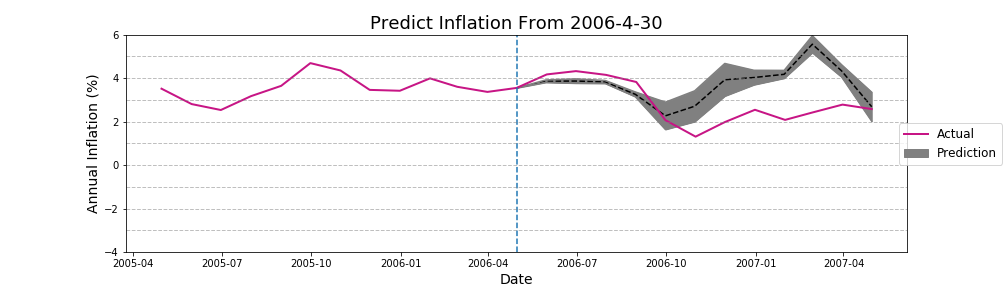 Predict Inflation From 2006-4-30
Annual Inflation (%)
6
4
2
0
−2
−4
2005-04 2005-07 2005-10 2006-01 2006-04 2006-07 2006-10 2007-01 2007-04
Date
Actual
Prediction